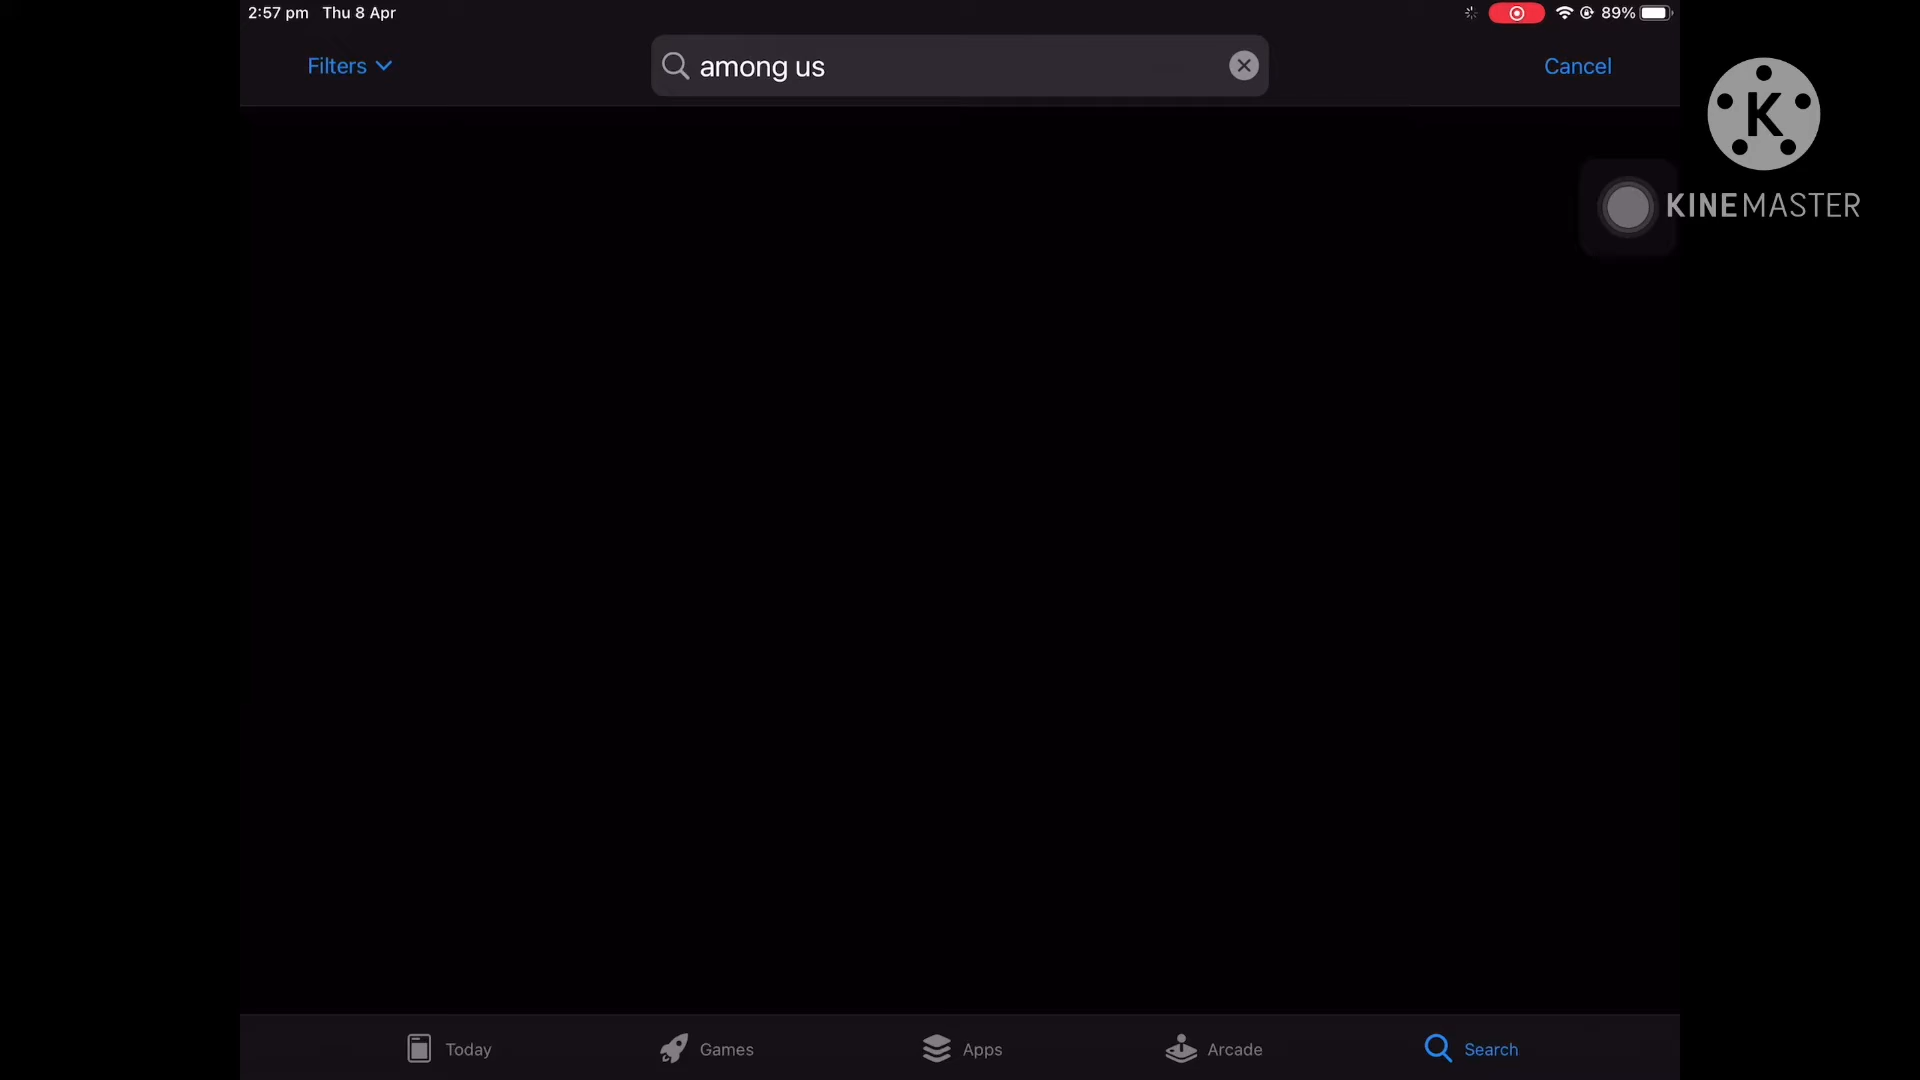 2:57 pm Thu 8 Apr 89%
Filters among us Cancel
K
KINEMASTER
Today Games Apps Arcade Search